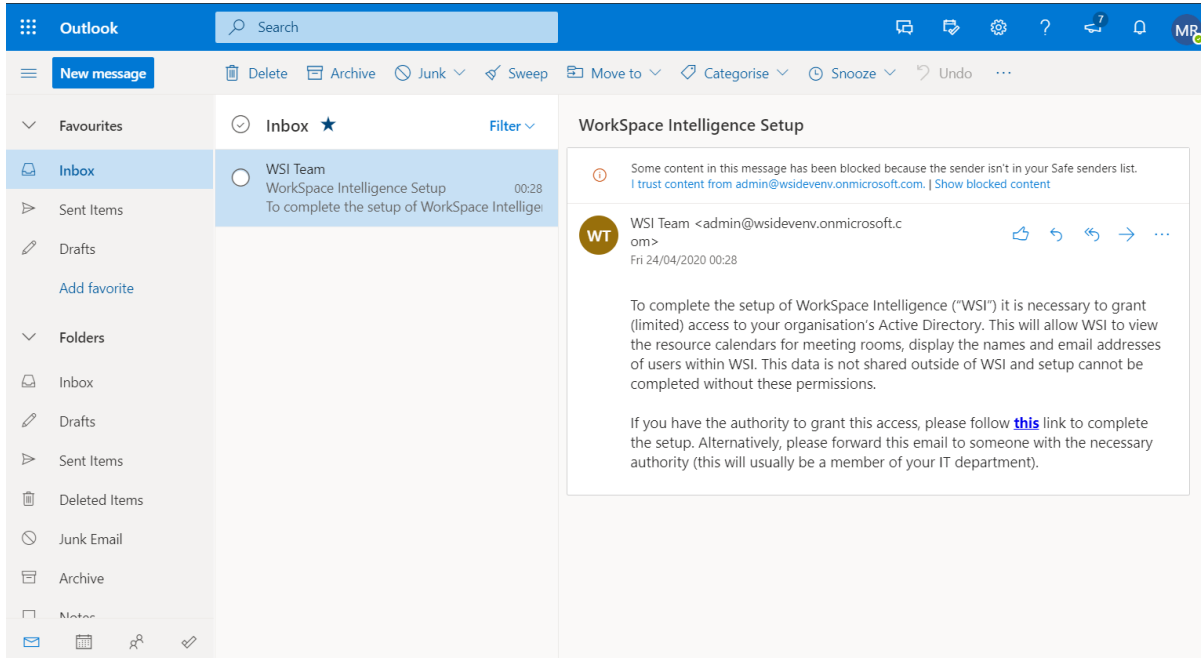 Outlook
Search
7
MR
New message
Delete
Archive
Junk
Sweep
Move to
Categorise
Snooze
Undo
Favourites
Inbox
Sent Items
Drafts
Add favorite
Folders
Inbox
Drafts
Sent Items
Deleted Items
Junk Email
Archive
Notes
Inbox
Filter
WSI Team
WorkSpace Intelligence Setup 00:28
To complete the setup of WorkSpace Intelliger
WorkSpace Intelligence Setup
Some content in this message has been blocked because the sender isn't in your Safe senders list.
I trust content from admin@wsidevenv.onmicrosoft.com. | Show blocked content
WT
WSI Team <admin@wsidevenv.onmicrosoft.c
om>
Fri 24/04/2020 00:28
To complete the setup of WorkSpace Intelligence (“WSI”) it is necessary to grant
(limited) access to your organisation's Active Directory. This will allow WSI to view
the resource calendars for meeting rooms, display the names and email addresses
of users within WSI. This data is not shared outside of WSI and setup cannot be
completed without these permissions.
If you have the authority to grant this access, please follow this link to complete
the setup. Alternatively, please forward this email to someone with the necessary
authority (this will usually be a member of your IT department).